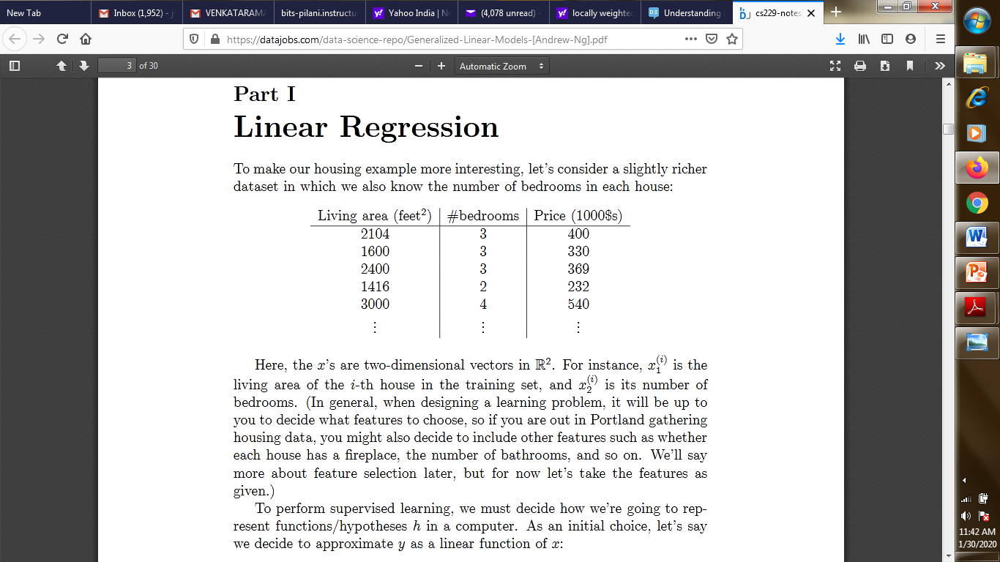 New Tab
Inbox (1,952) - j
VENKATARAMA
bits-pilani.instructu
Yahoo India | N
(4,078 unread) -
locally weighte
Understanding
cs229-notes
https://datajobs.com/data-science-repo/Generalized-Linear-Models-[Andrew-Ng].pdf
3 of 30
Automatic Zoom
Part I
Linear Regression
To make our housing example more interesting, let's consider a slightly richer
dataset in which we also know the number of bedrooms in each house:
Living area (feet²) #bedrooms Price (1000$s)
2104 3 400
1600 3 330
2400 3 369
1416 2 232
3000 4 540
⋮ ⋮ ⋮
Here, the x's are two-dimensional vectors in ℝ². For instance, x₁⁽ⁱ⁾ is the
living area of the i-th house in the training set, and x₂⁽ⁱ⁾ is its number of
bedrooms. (In general, when designing a learning problem, it will be up to
you to decide what features to choose, so if you are out in Portland gathering
housing data, you might also decide to include other features such as whether
each house has a fireplace, the number of bathrooms, and so on. We'll say
more about feature selection later, but for now let's take the features as
given.)
To perform supervised learning, we must decide how we're going to rep-
resent functions/hypotheses h in a computer. As an initial choice, let's say
we decide to approximate y as a linear function of x:
11:42 AM
1/30/2020